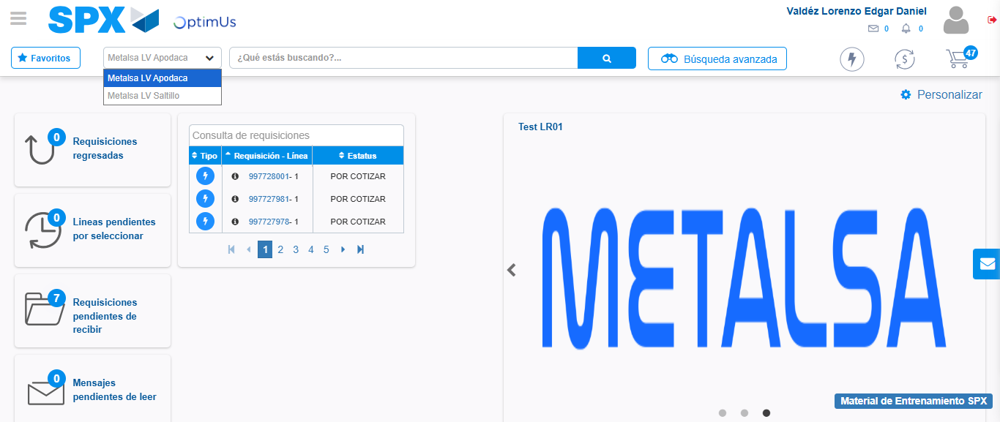 SPX
OptimUs
Valdéz Lorenzo Edgar Daniel
0 0
Favoritos
Metalsa LV Apodaca
¿Qué estás buscando?...
Búsqueda avanzada
47
Metalsa LV Apodaca
Metalsa LV Saltillo
Personalizar
0
Requisiciones
regresadas
0
Lineas pendientes
por seleccionar
7
Requisiciones
pendientes de
recibir
0
Mensajes
pendientes de leer
Consulta de requisiciones
Tipo Requisición - Línea Estatus
997728001- 1 POR COTIZAR
997727981- 1 POR COTIZAR
997727978- 1 POR COTIZAR
1 2 3 4 5
Test LR01
METALSA
Material de Entrenamiento SPX